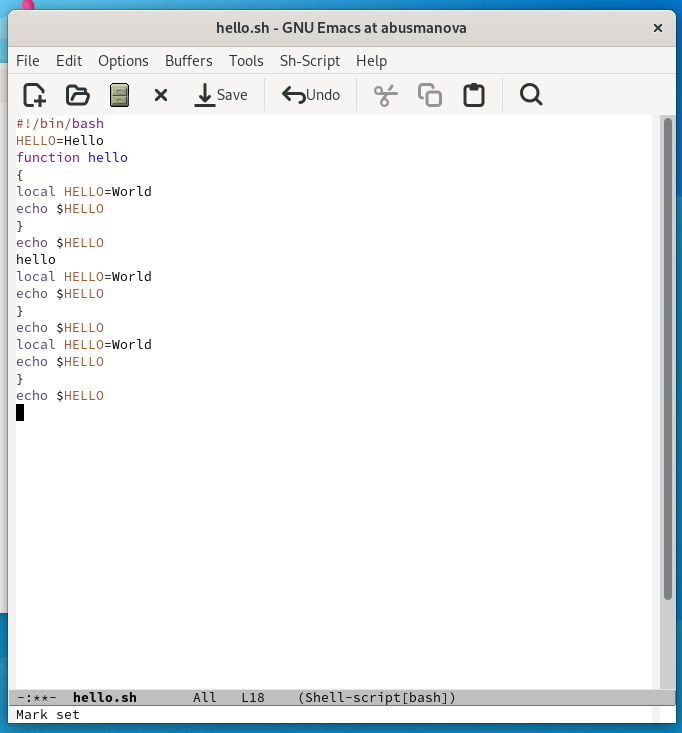 hello.sh - GNU Emacs at abusmanova
File Edit Options Buffers Tools Sh-Script Help
Save Undo
#!/bin/bash
HELLO=Hello
function hello
{
local HELLO=World
echo $HELLO
}
echo $HELLO
hello
local HELLO=World
echo $HELLO
}
echo $HELLO
local HELLO=World
echo $HELLO
}
echo $HELLO
-:**- hello.sh All L18 (Shell-script[bash])
Mark set